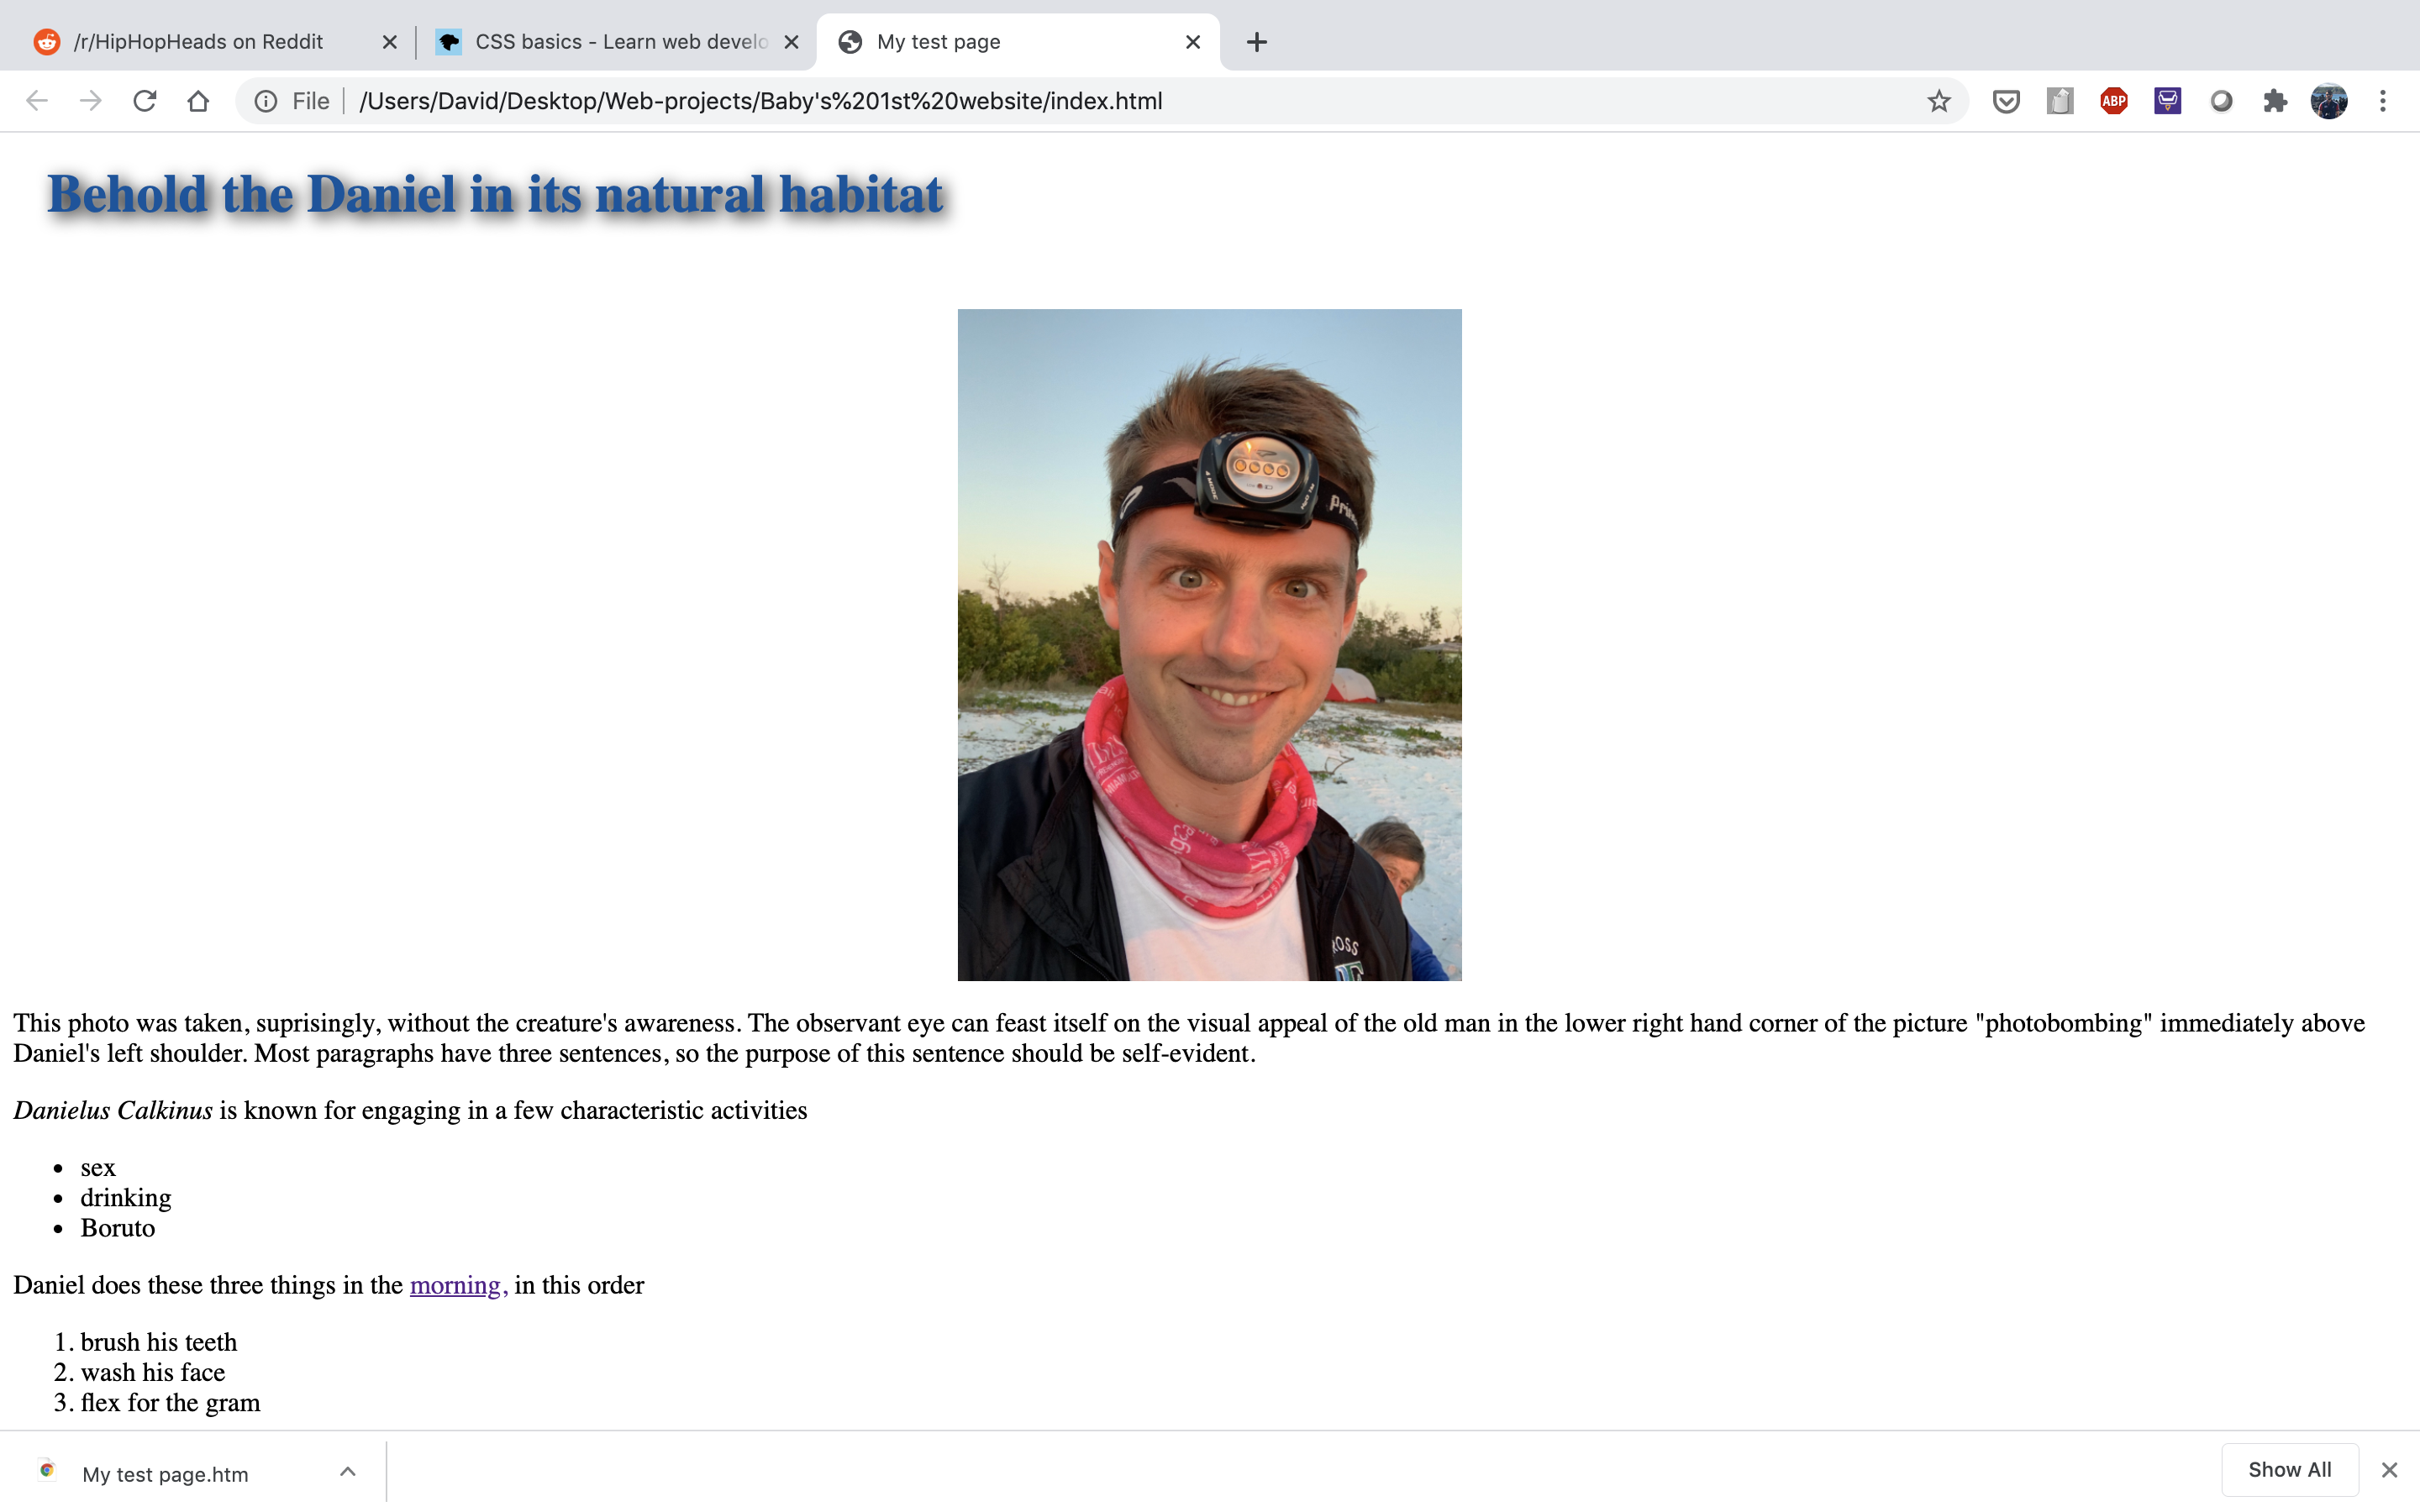 /r/HipHopHeads on Reddit
CSS basics - Learn web develo
My test page
File
/Users/David/Desktop/Web-projects/Baby's%201st%20website/index.html
ABP
Behold the Daniel in its natural habitat
Prin
OSS
This photo was taken, suprisingly, without the creature's awareness. The observant eye can feast itself on the visual appeal of the old man in the lower right hand corner of the picture "photobombing" immediately above
Daniel's left shoulder. Most paragraphs have three sentences, so the purpose of this sentence should be self-evident.
Danielus Calkinus is known for engaging in a few characteristic activities
• sex
• drinking
• Boruto
Daniel does these three things in the morning, in this order
1. brush his teeth
2. wash his face
3. flex for the gram
My test page.htm
Show All